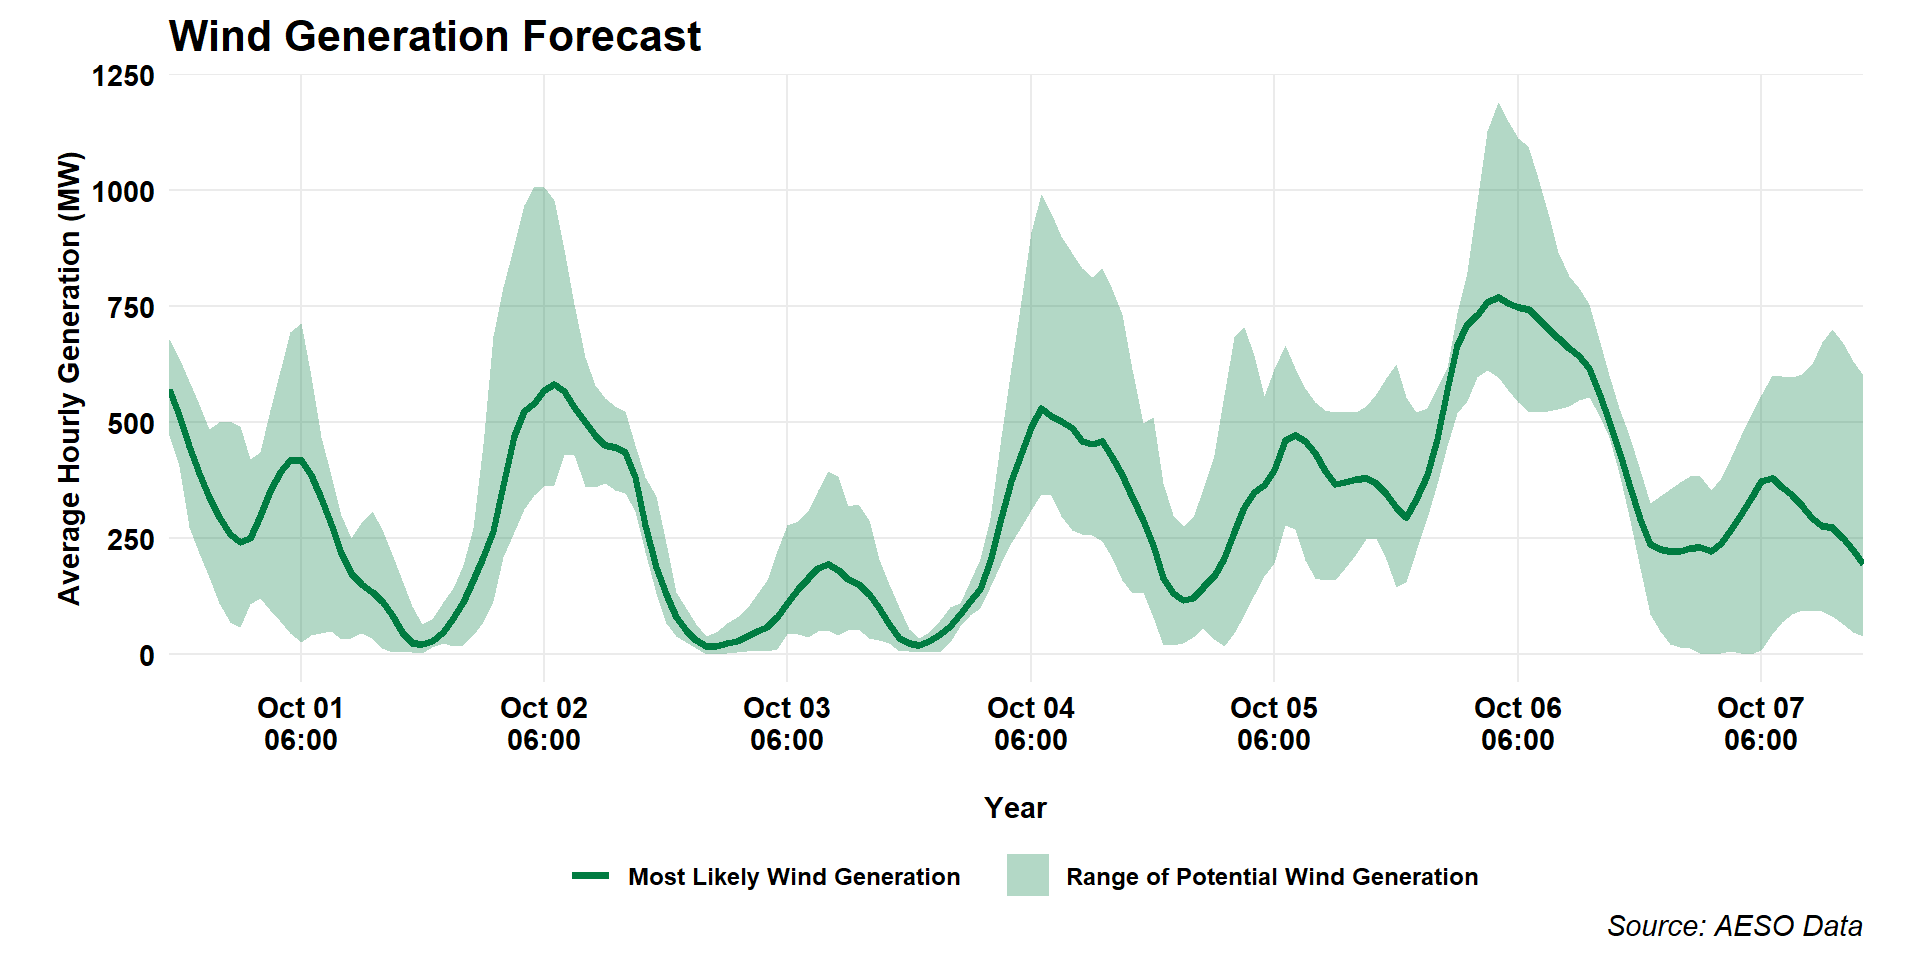 Wind Generation Forecast
Average Hourly Generation (MW)
1250
1000
750
500
250
0
Oct 01 Oct 02 Oct 03 Oct 04 Oct 05 Oct 06 Oct 07
06:00 06:00 06:00 06:00 06:00 06:00 06:00
Year
Most Likely Wind Generation Range of Potential Wind Generation
Source: AESO Data